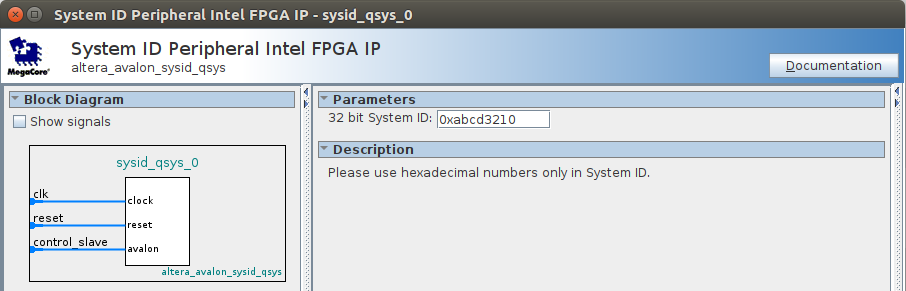 System ID Peripheral Intel FPGA IP - sysid_qsys_0
System ID Peripheral Intel FPGA IP
altera_avalon_sysid_qsys
MegaCore®
Documentation
Block Diagram
Show signals
sysid_qsys_0
clk
clock
reset
reset
control_slave
avalon
altera_avalon_sysid_qsys
Parameters
32 bit System ID: 0xabcd3210
Description
Please use hexadecimal numbers only in System ID.